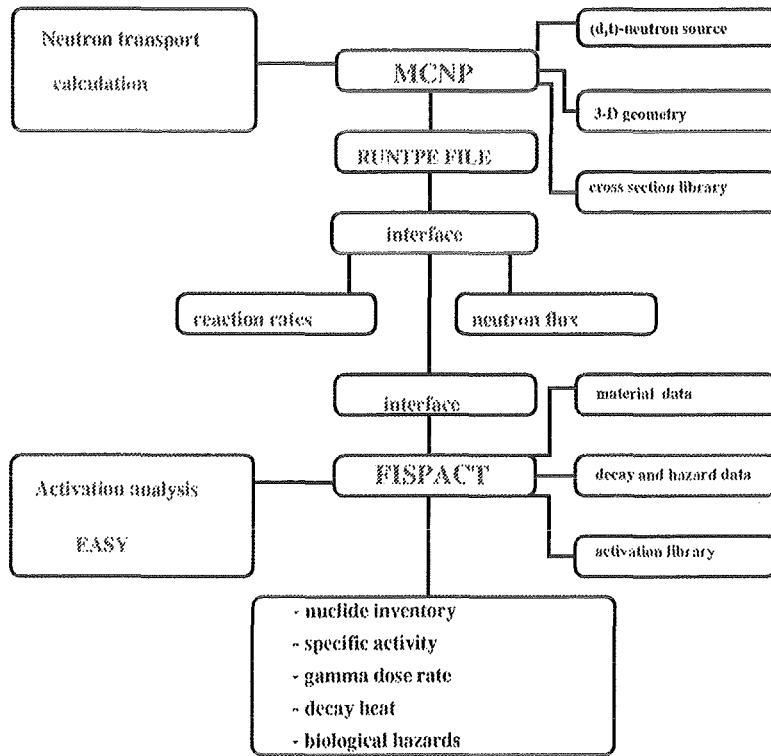 Neutron transport
calculation
MCNP
(d,t)-neutron source
3-D geometry
cross section library
RUNTPE FILE
interface
reaction rates
neutron flux
interface
material data
FISPACT
decay and hazard data
activation library
Activation analysis
EASY
- nuclide inventory
- specific activity
- gamma dose rate
- decay heat
- biological hazards